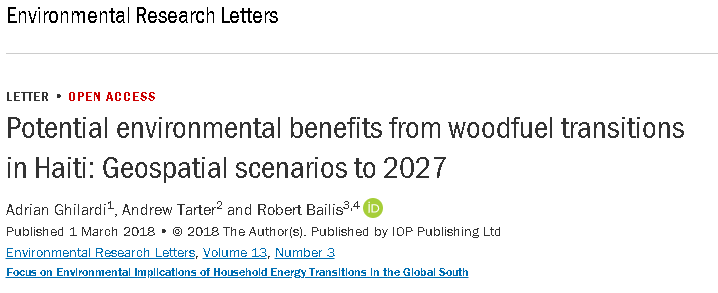 Environmental Research Letters
LETTER • OPEN ACCESS
Potential environmental benefits from woodfuel transitions
in Haiti: Geospatial scenarios to 2027
Adrian Ghilardi1, Andrew Tarter2 and Robert Bailis3,4 iD
Published 1 March 2018 • © 2018 The Author(s). Published by IOP Publishing Ltd
Environmental Research Letters, Volume 13, Number 3
Focus on Environmental Implications of Household Energy Transitions in the Global South